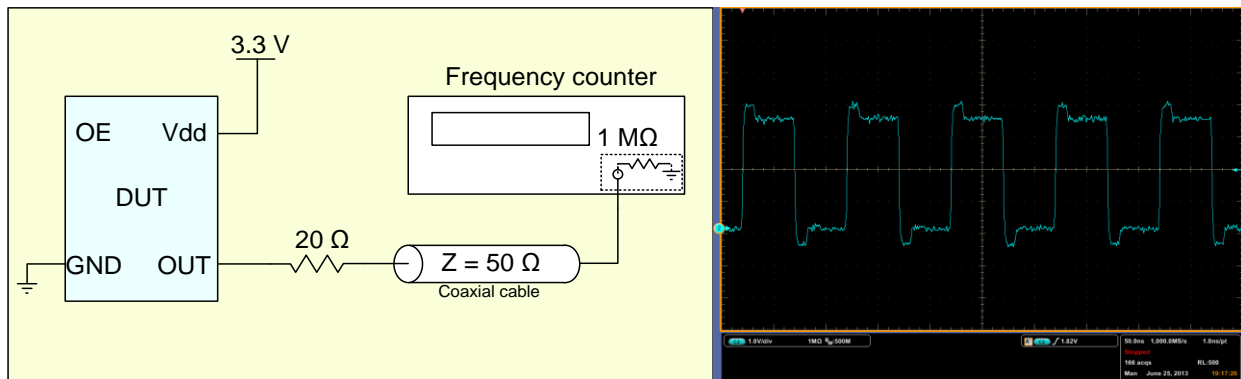 3.3 V
Frequency counter
OE Vdd
1 MΩ
DUT
20 Ω
GND OUT
Z = 50 Ω
Coaxial cable
1.0V/div 1MΩ BW:500M
1.82V
50.0ns 1,000.0MS/s 1.0ns/pt
Stopped
166 acqs RL:500
Man June 25, 2013 19:17:26